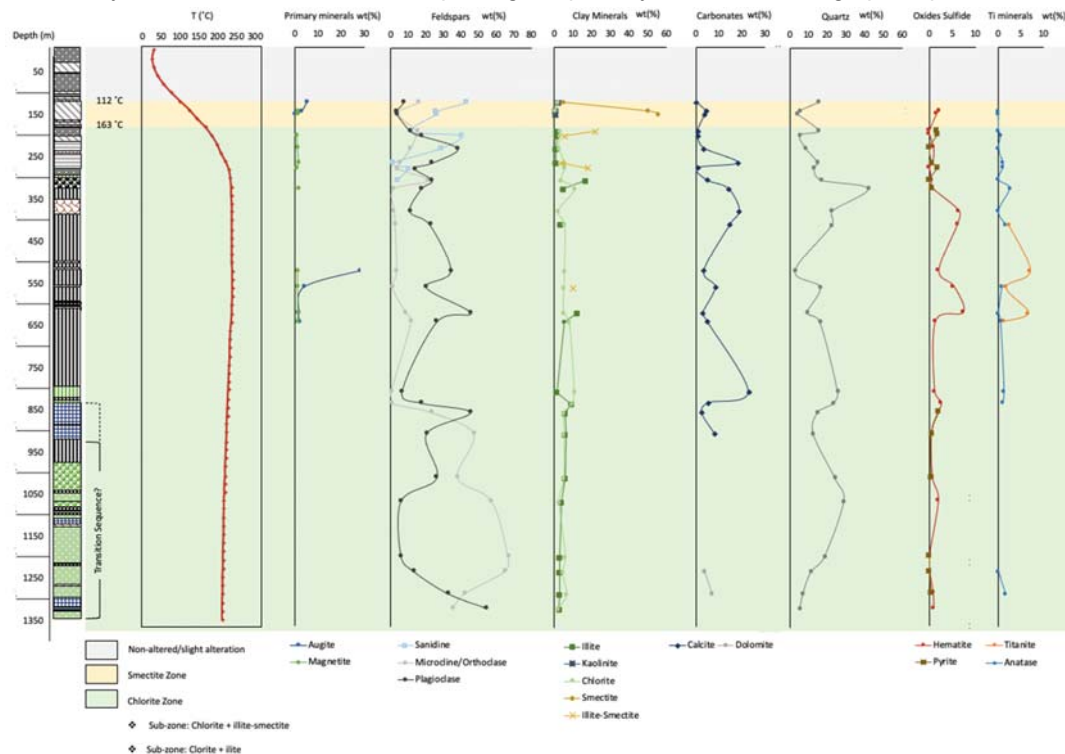 T (˚C)
Primary minerals wt(%)
Feldspars wt(%)
Clay Minerals wt(%)
Carbonates wt(%)
Quartz wt(%)
Oxides Sulfide wt(%)
Ti minerals wt(%)
Depth (m)
0 50 100 150 200 250 300
0 10 20 30
0 10 20 30 40 50 60 70 80
0 10 20 30 40 50 60
0 10 20 30
0 10 20 30 40 50 60
0 5 10
0 5 10
50
112 ˚C
150
163 ˚C
250
350
450
550
650
750
850
950
1050
1150
1250
1350
Transition Sequence?
Non-altered/slight alteration
Smectite Zone
Chlorite Zone
Sub-zone: Chlorite + illite-smectite
Sub-zone: Clorite + ilite
Augite
Magnetite
Sanidine
Microcline/Orthoclase
Plagioclase
Illite
Kaolinite
Chlorite
Smectite
Illite-Smectite
Calcite
Dolomite
Hematite
Pyrite
Titanite
Anatase